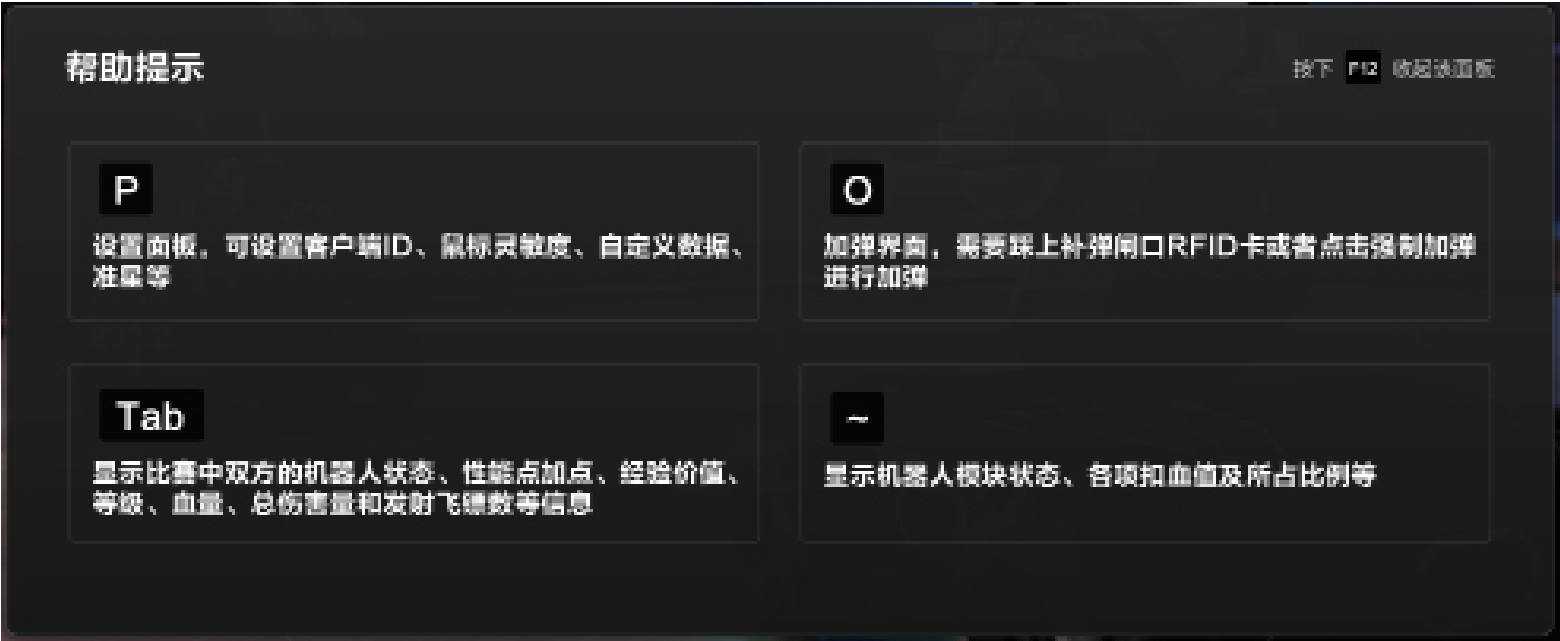 帮助提示
按下 F12 收起该面板
P
设置面板，可设置客户端ID、鼠标灵敏度、自定义数据、
准星等
O
加弹界面，需要踩上补弹闸口RFID卡或者点击强制加弹
进行加弹
Tab
显示比赛中双方的机器人状态、性能点加点、经验价值、
等级、血量、总伤害量和发射飞镖数等信息
~
显示机器人模块状态、各项扣血值及所占比例等